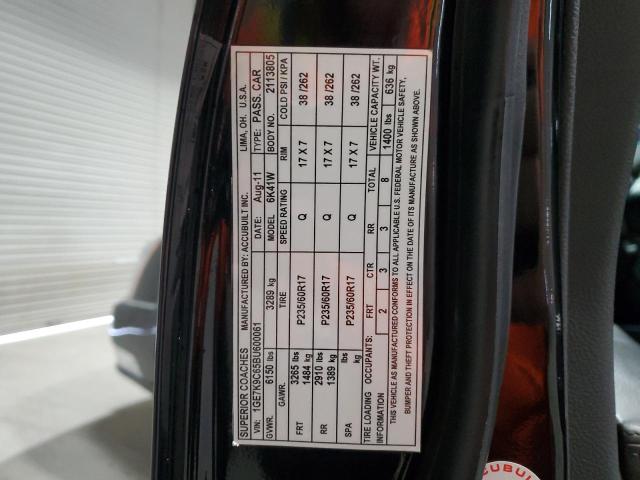 SUPERIOR COACHES MANUFACTURED BY: ACCUBUILT INC. LIMA, OH. U.S.A.
VIN: 1GE7K9C65BU600061 DATE: Aug-11 TYPE: PASS. CAR
GVWR: 6150 lbs 3289 kg MODEL 6K41W BODY NO. 2113805
GAWR: TIRE SPEED RATING RIM COLD PSI / KPA
FRT 3265 lbs 1484 kg P235/60R17 Q 17 X 7 38 /262
RR 2910 lbs 1389 kg P235/60R17 Q 17 X 7 38 /262
SPA lbs kg P235/60R17 Q 17 X 7 38 /262
TIRE LOADING INFORMATION OCCUPANTS: FRT CTR RR TOTAL VEHICLE CAPACITY WT.
2 3 3 8 1400 lbs 636 kg
THIS VEHICLE AS MANUFACTURED CONFORMS TO ALL APPLICABLE U.S. FEDERAL MOTOR VEHICLE SAFETY,
BUMPER AND THEFT PROTECTION IN EFFECT ON THE DATE OF ITS MANUFACTURE AS SHOWN ABOVE.
CUBUIL